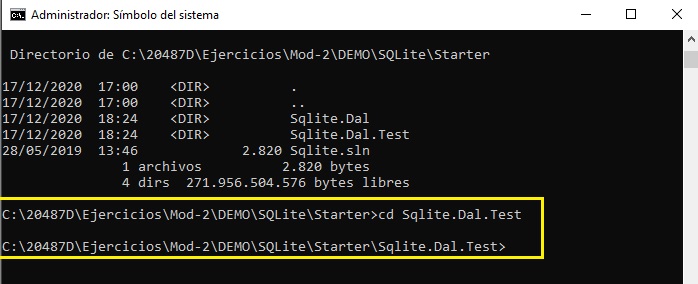 Administrador: Símbolo del sistema
Directorio de C:\20487D\Ejercicios\Mod-2\DEMO\SQLite\Starter
17/12/2020  17:00    <DIR>          .
17/12/2020  17:00    <DIR>          ..
17/12/2020  18:24    <DIR>          Sqlite.Dal
17/12/2020  18:24    <DIR>          Sqlite.Dal.Test
28/05/2019  13:46             2.820 Sqlite.sln
1 archivos          2.820 bytes
4 dirs  271.956.504.576 bytes libres
C:\20487D\Ejercicios\Mod-2\DEMO\SQLite\Starter>cd Sqlite.Dal.Test
C:\20487D\Ejercicios\Mod-2\DEMO\SQLite\Starter\Sqlite.Dal.Test>